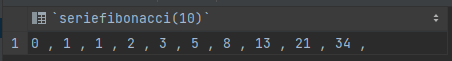 `seriefibonacci(10)`
1 0 , 1 , 1 , 2 , 3 , 5 , 8 , 13 , 21 , 34 ,